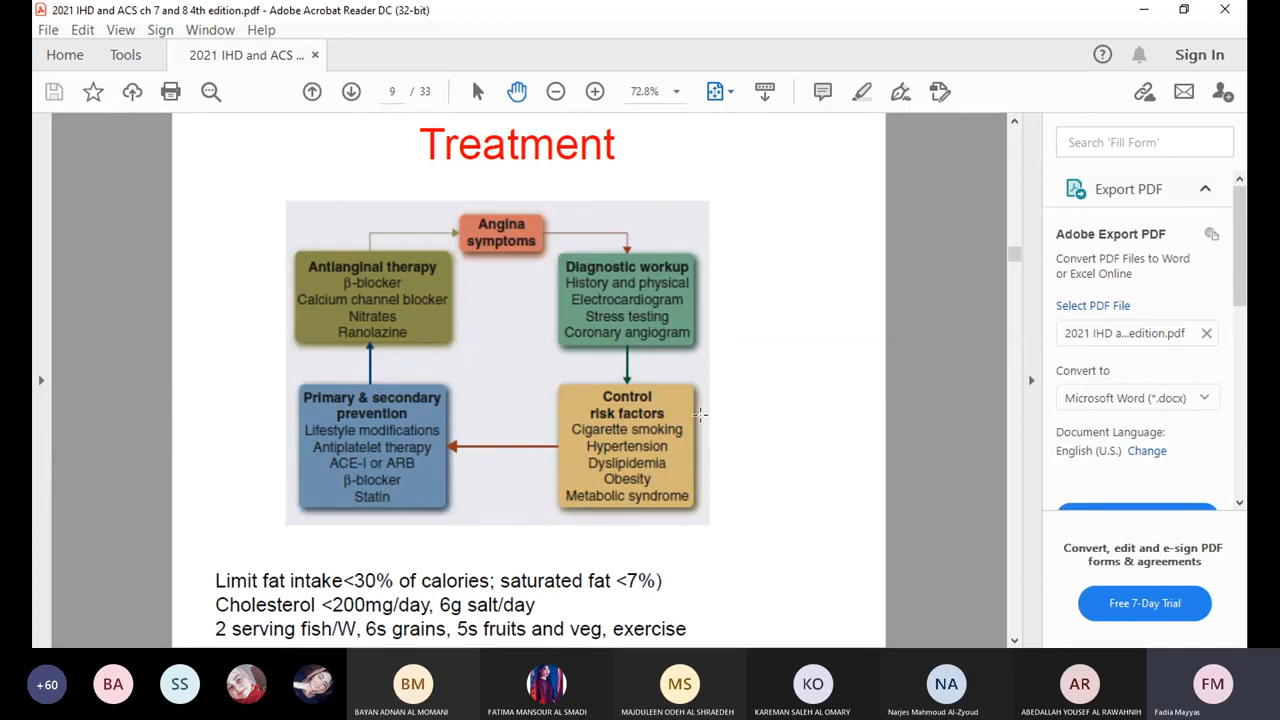 2021 IHD and ACS ch 7 and 8 4th edition.pdf - Adobe Acrobat Reader DC (32-bit)
File Edit View Sign Window Help
Home Tools 2021 IHD and ACS ... ×
Sign In
9 / 33
72.8%
Treatment
Angina
symptoms
Antianginal therapy
β-blocker
Calcium channel blocker
Nitrates
Ranolazine
Diagnostic workup
History and physical
Electrocardiogram
Stress testing
Coronary angiogram
Primary & secondary
prevention
Lifestyle modifications
Antiplatelet therapy
ACE-I or ARB
β-blocker
Statin
Control
risk factors
Cigarette smoking
Hypertension
Dyslipidemia
Obesity
Metabolic syndrome
Limit fat intake<30% of calories; saturated fat <7%)
Cholesterol <200mg/day, 6g salt/day
2 serving fish/W, 6s grains, 5s fruits and veg, exercise
Search 'Fill Form'
Export PDF
Adobe Export PDF
Convert PDF Files to Word
or Excel Online
Select PDF File
2021 IHD a...edition.pdf
Convert to
Microsoft Word (*.docx)
Document Language:
English (U.S.) Change
Convert, edit and e-sign PDF
forms & agreements
Free 7-Day Trial
+60
BA
SS
BM
BAYAN ADNAN AL MOMANI
FATIMA MANSOUR AL SMADI
MS
MAJDULEEN ODEH AL SHRAEDEH
KO
KAREMAN SALEH AL OMARY
NA
Narjes Mahmoud Al-Zyoud
AR
ABEDALLAH YOUSEF AL RAWAHNIH
FM
Fadia Mayyas